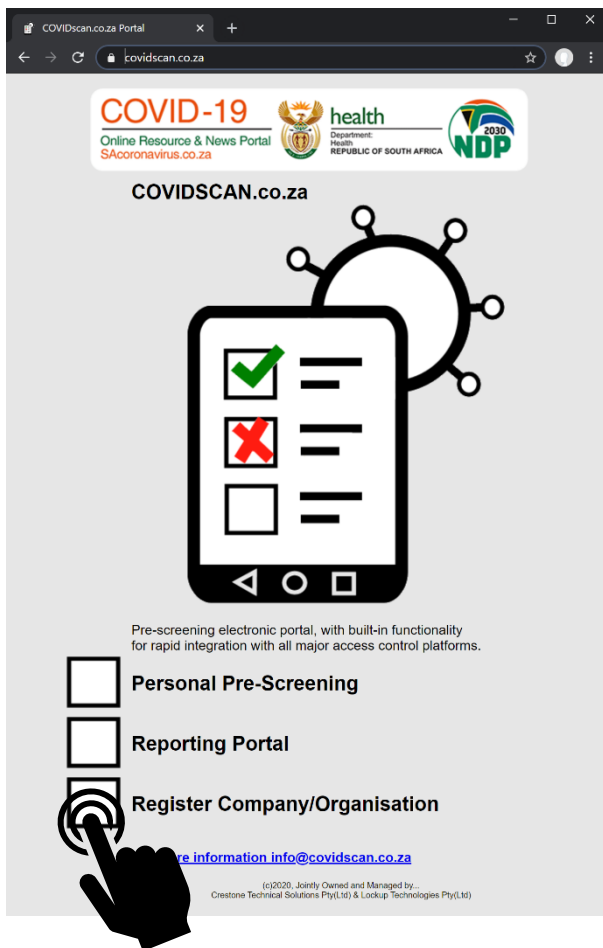 COVIDscan.co.za Portal
covidscan.co.za
COVID-19
Online Resource & News Portal
SAcoronavirus.co.za
health
Department:
Health
REPUBLIC OF SOUTH AFRICA
2030
NDP
COVIDSCAN.co.za
Pre-screening electronic portal, with built-in functionality
for rapid integration with all major access control platforms.
Personal Pre-Screening
Reporting Portal
Register Company/Organisation
information info@covidscan.co.za
(c)2020, Jointly Owned and Managed by...
Crestone Technical Solutions Pty(Ltd) & Lockup Technologies Pty(Ltd)